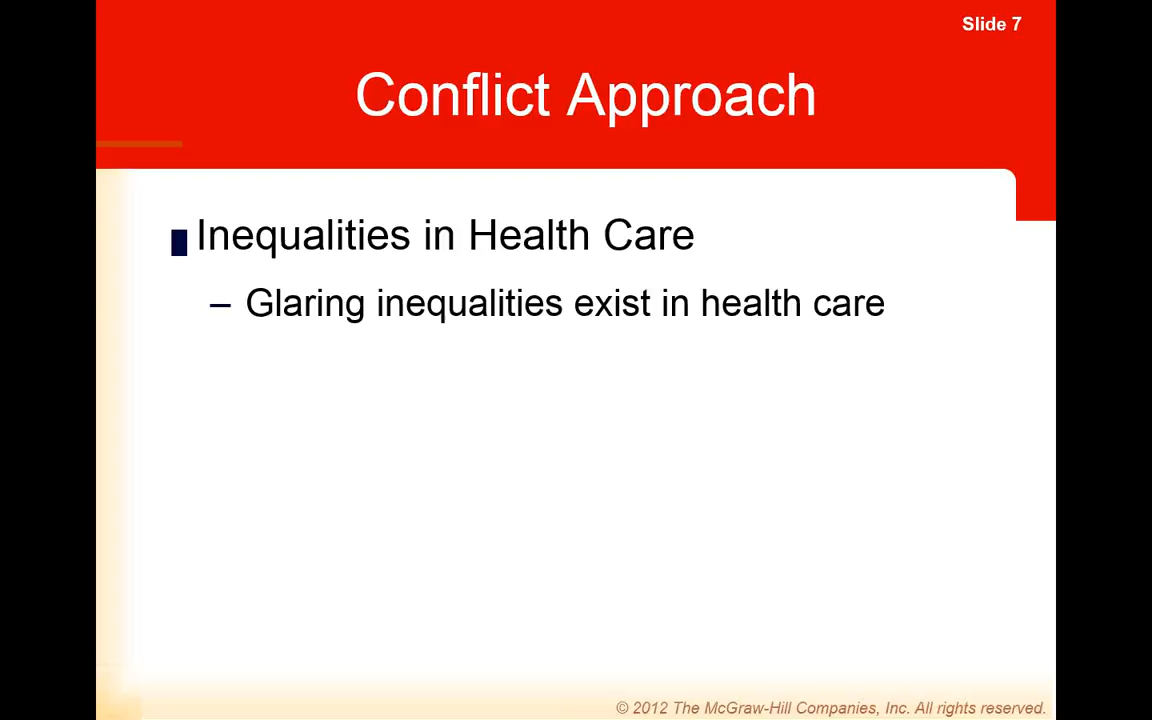 Slide 7
Conflict Approach
Inequalities in Health Care
– Glaring inequalities exist in health care
© 2012 The McGraw-Hill Companies, Inc. All rights reserved.